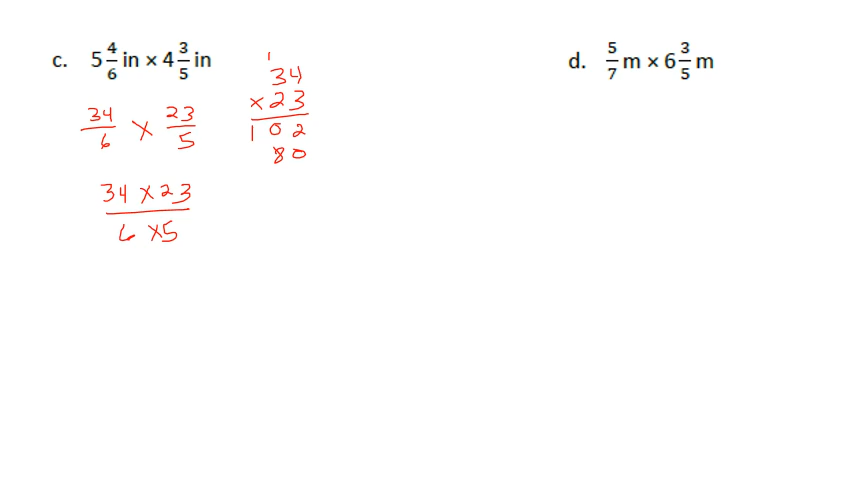 c. 5 4/6 in × 4 3/5 in
34/6 × 23/5
34 × 23
6 × 5
1
34
× 23
102
80
d. 5/7 m × 6 3/5 m